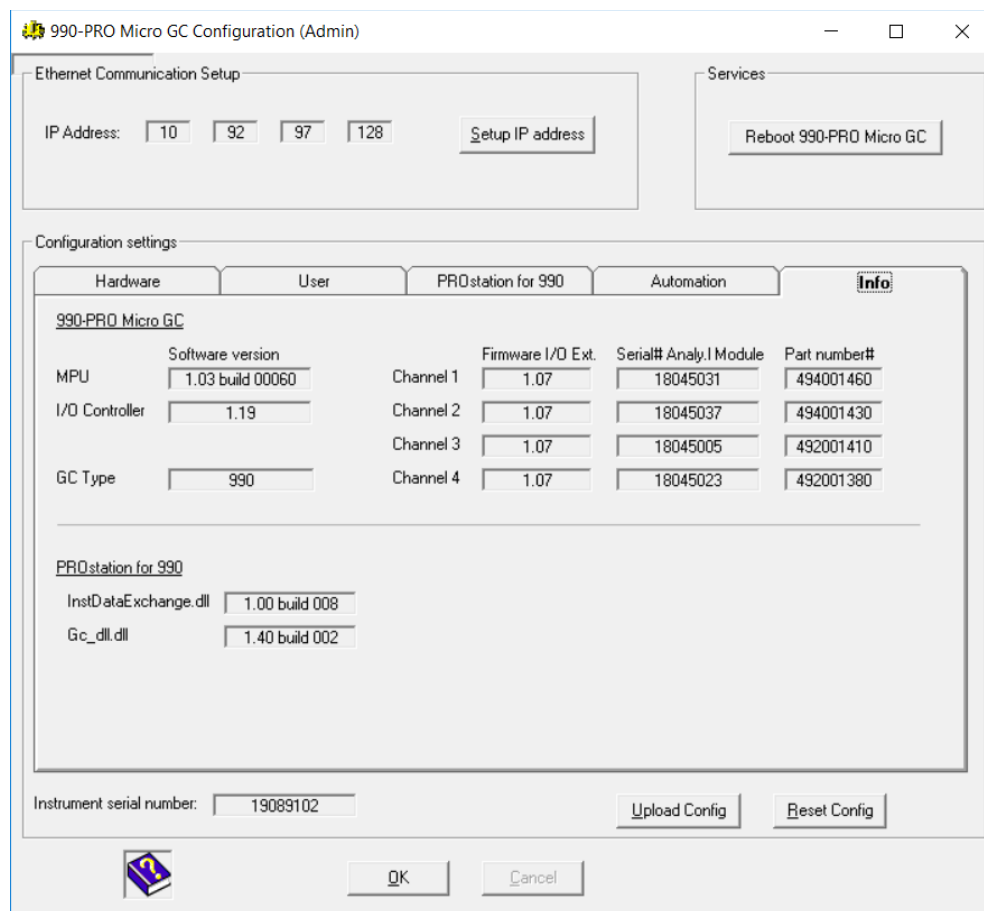 990-PRO Micro GC Configuration (Admin)
Ethernet Communication Setup
Services
IP Address: 10 92 97 128 Setup IP address
Reboot 990-PRO Micro GC
Configuration settings
Hardware User PROstation for 990 Automation Info
990-PRO Micro GC
Software version Firmware I/O Ext. Serial# Analy.l Module Part number#
MPU 1.03 build 00060 Channel 1 1.07 18045031 494001460
I/O Controller 1.19 Channel 2 1.07 18045037 494001430
Channel 3 1.07 18045005 492001410
GC Type 990 Channel 4 1.07 18045023 492001380
PROstation for 990
InstDataExchange.dll 1.00 build 008
Gc_dll.dll 1.40 build 002
Instrument serial number: 19089102 Upload Config Reset Config
? OK Cancel